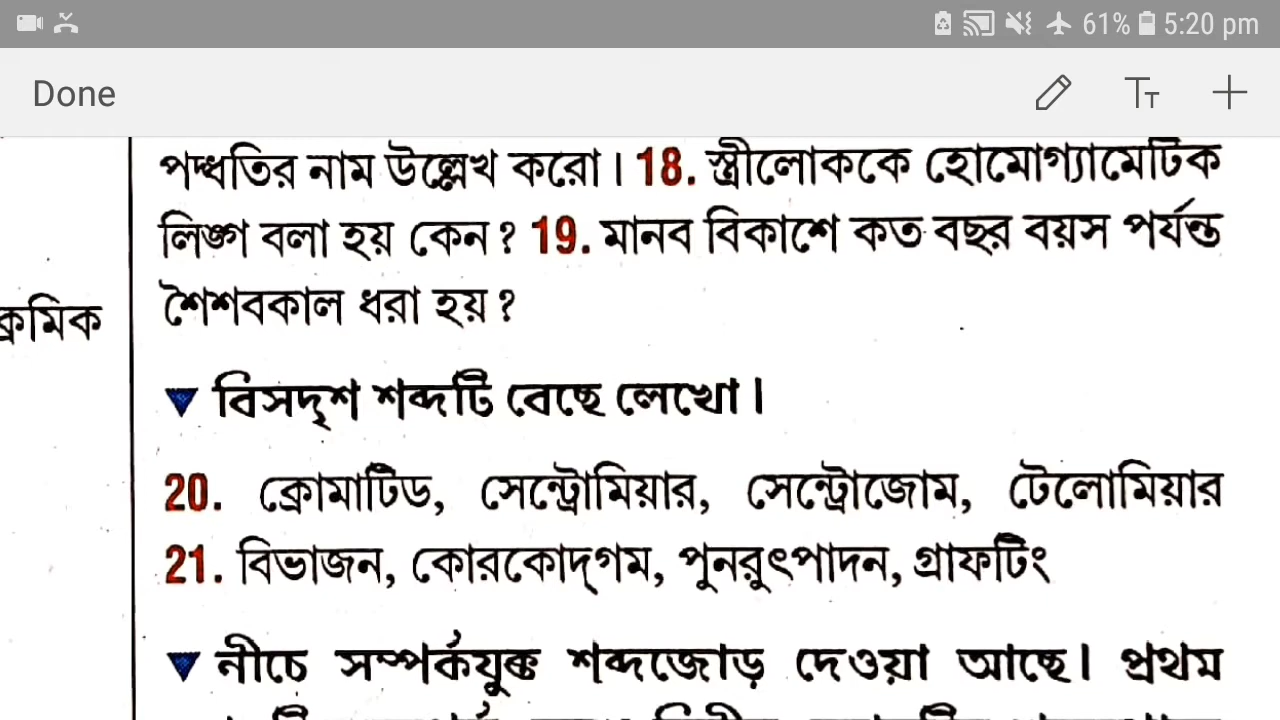 61% 5:20 pm
Done
পদ্ধতির নাম উল্লেখ করো। 18. স্ত্রীলোককে হোমোগ্যামেটিক
লিঙ্গ বলা হয় কেন? 19. মানব বিকাশে কত বছর বয়স পর্যন্ত
শৈশবকাল ধরা হয়?
ক্রমিক
▼ বিসদৃশ শব্দটি বেছে লেখো।
20. ক্রোমাটিড, সেন্ট্রোমিয়ার, সেন্ট্রোজোম, টেলোমিয়ার
21. বিভাজন, কোরকোদ্‌গম, পুনরুৎপাদন, গ্রাফটিং
▼ নীচে সম্পর্কযুক্ত শব্দজোড় দেওয়া আছে। প্রথম